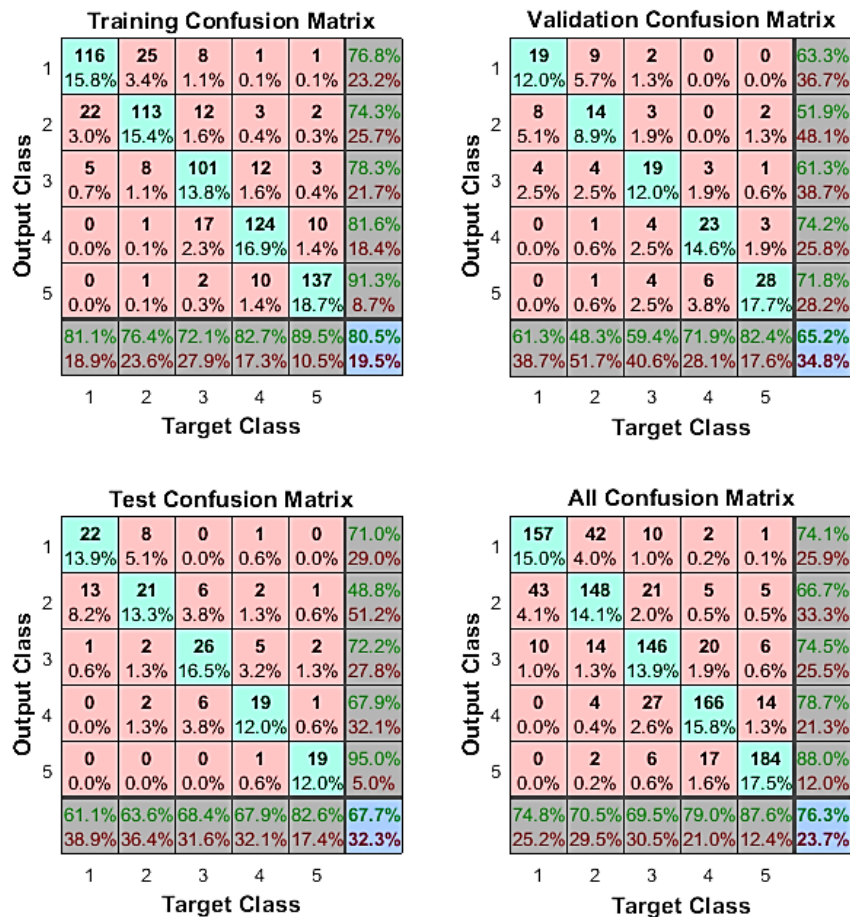 Training Confusion Matrix
116 25 8 1 1 76.8%
1
15.8% 3.4% 1.1% 0.1% 0.1% 23.2%
22 113 12 3 2 74.3%
2
3.0% 15.4% 1.6% 0.4% 0.3% 25.7%
5 8 101 12 3 78.3%
3
0.7% 1.1% 13.8% 1.6% 0.4% 21.7%
0 1 17 124 10 81.6%
4
0.0% 0.1% 2.3% 16.9% 1.4% 18.4%
0 1 2 10 137 91.3%
5
0.0% 0.1% 0.3% 1.4% 18.7% 8.7%
81.1% 76.4% 72.1% 82.7% 89.5% 80.5%
18.9% 23.6% 27.9% 17.3% 10.5% 19.5%
1 2 3 4 5
Target Class
Output Class
Validation Confusion Matrix
19 9 2 0 0 63.3%
1
12.0% 5.7% 1.3% 0.0% 0.0% 36.7%
8 14 3 0 2 51.9%
2
5.1% 8.9% 1.9% 0.0% 1.3% 48.1%
4 4 19 3 1 61.3%
3
2.5% 2.5% 12.0% 1.9% 0.6% 38.7%
0 1 4 23 3 74.2%
4
0.0% 0.6% 2.5% 14.6% 1.9% 25.8%
0 1 4 6 28 71.8%
5
0.0% 0.6% 2.5% 3.8% 17.7% 28.2%
61.3% 48.3% 59.4% 71.9% 82.4% 65.2%
38.7% 51.7% 40.6% 28.1% 17.6% 34.8%
1 2 3 4 5
Target Class
Output Class
Test Confusion Matrix
22 8 0 1 0 71.0%
1
13.9% 5.1% 0.0% 0.6% 0.0% 29.0%
13 21 6 2 1 48.8%
2
8.2% 13.3% 3.8% 1.3% 0.6% 51.2%
1 2 26 5 2 72.2%
3
0.6% 1.3% 16.5% 3.2% 1.3% 27.8%
0 2 6 19 1 67.9%
4
0.0% 1.3% 3.8% 12.0% 0.6% 32.1%
0 0 0 1 19 95.0%
5
0.0% 0.0% 0.0% 0.6% 12.0% 5.0%
61.1% 63.6% 68.4% 67.9% 82.6% 67.7%
38.9% 36.4% 31.6% 32.1% 17.4% 32.3%
1 2 3 4 5
Target Class
Output Class
All Confusion Matrix
157 42 10 2 1 74.1%
1
15.0% 4.0% 1.0% 0.2% 0.1% 25.9%
43 148 21 5 5 66.7%
2
4.1% 14.1% 2.0% 0.5% 0.5% 33.3%
10 14 146 20 6 74.5%
3
1.0% 1.3% 13.9% 1.9% 0.6% 25.5%
0 4 27 166 14 78.7%
4
0.0% 0.4% 2.6% 15.8% 1.3% 21.3%
0 2 6 17 184 88.0%
5
0.0% 0.2% 0.6% 1.6% 17.5% 12.0%
74.8% 70.5% 69.5% 79.0% 87.6% 76.3%
25.2% 29.5% 30.5% 21.0% 12.4% 23.7%
1 2 3 4 5
Target Class
Output Class